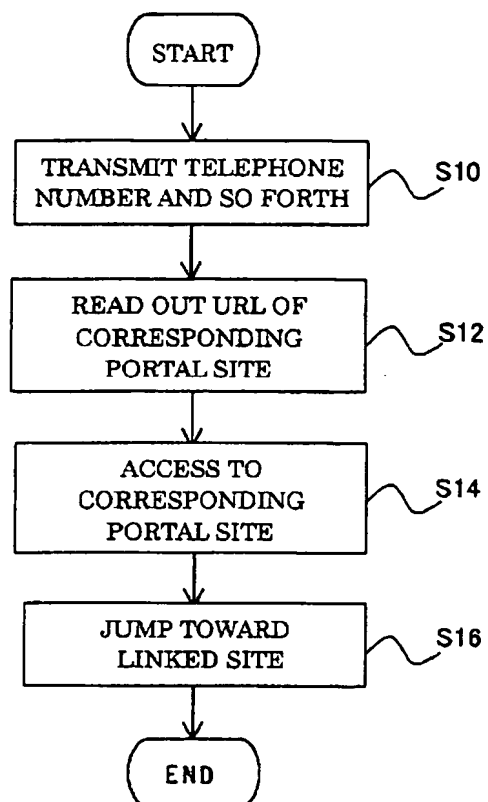 START
TRANSMIT TELEPHONE
NUMBER AND SO FORTH
S10
READ OUT URL OF
CORRESPONDING
PORTAL SITE
S12
ACCESS TO
CORRESPONDING
PORTAL SITE
S14
JUMP TOWARD
LINKED SITE
S16
END